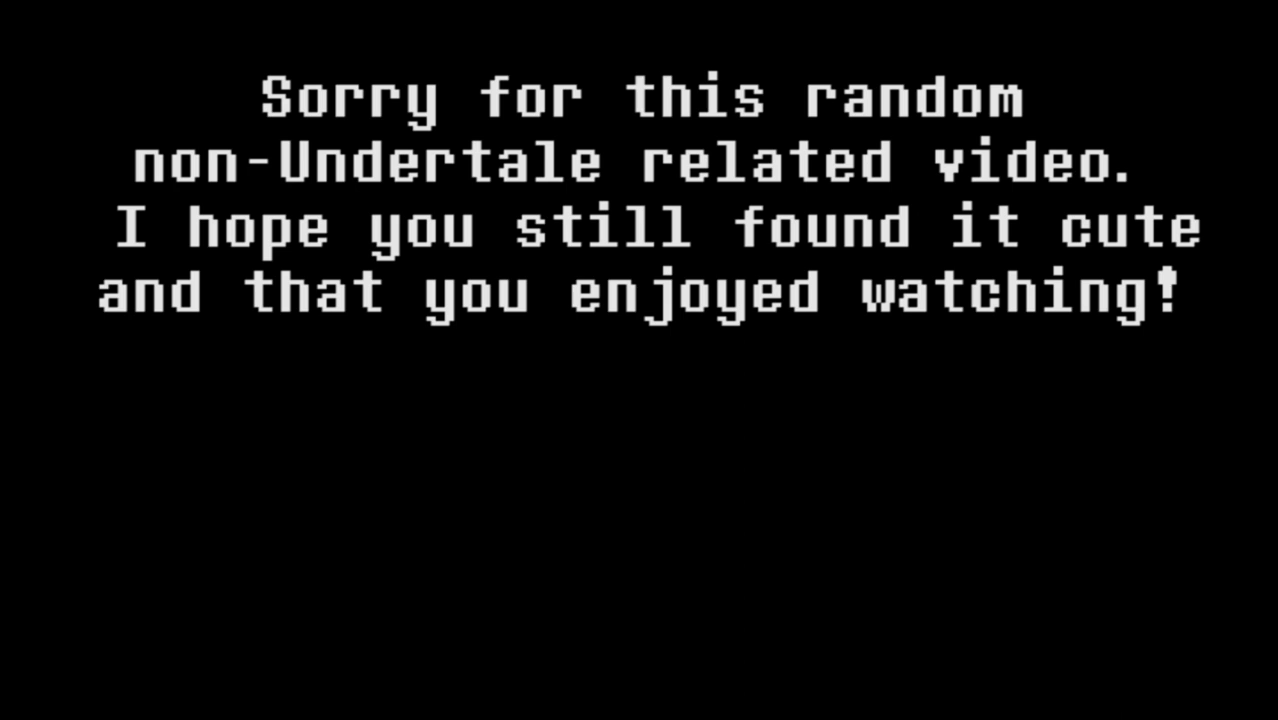 Sorry for this random
non-Undertale related video.
I hope you still found it cute
and that you enjoyed watching!